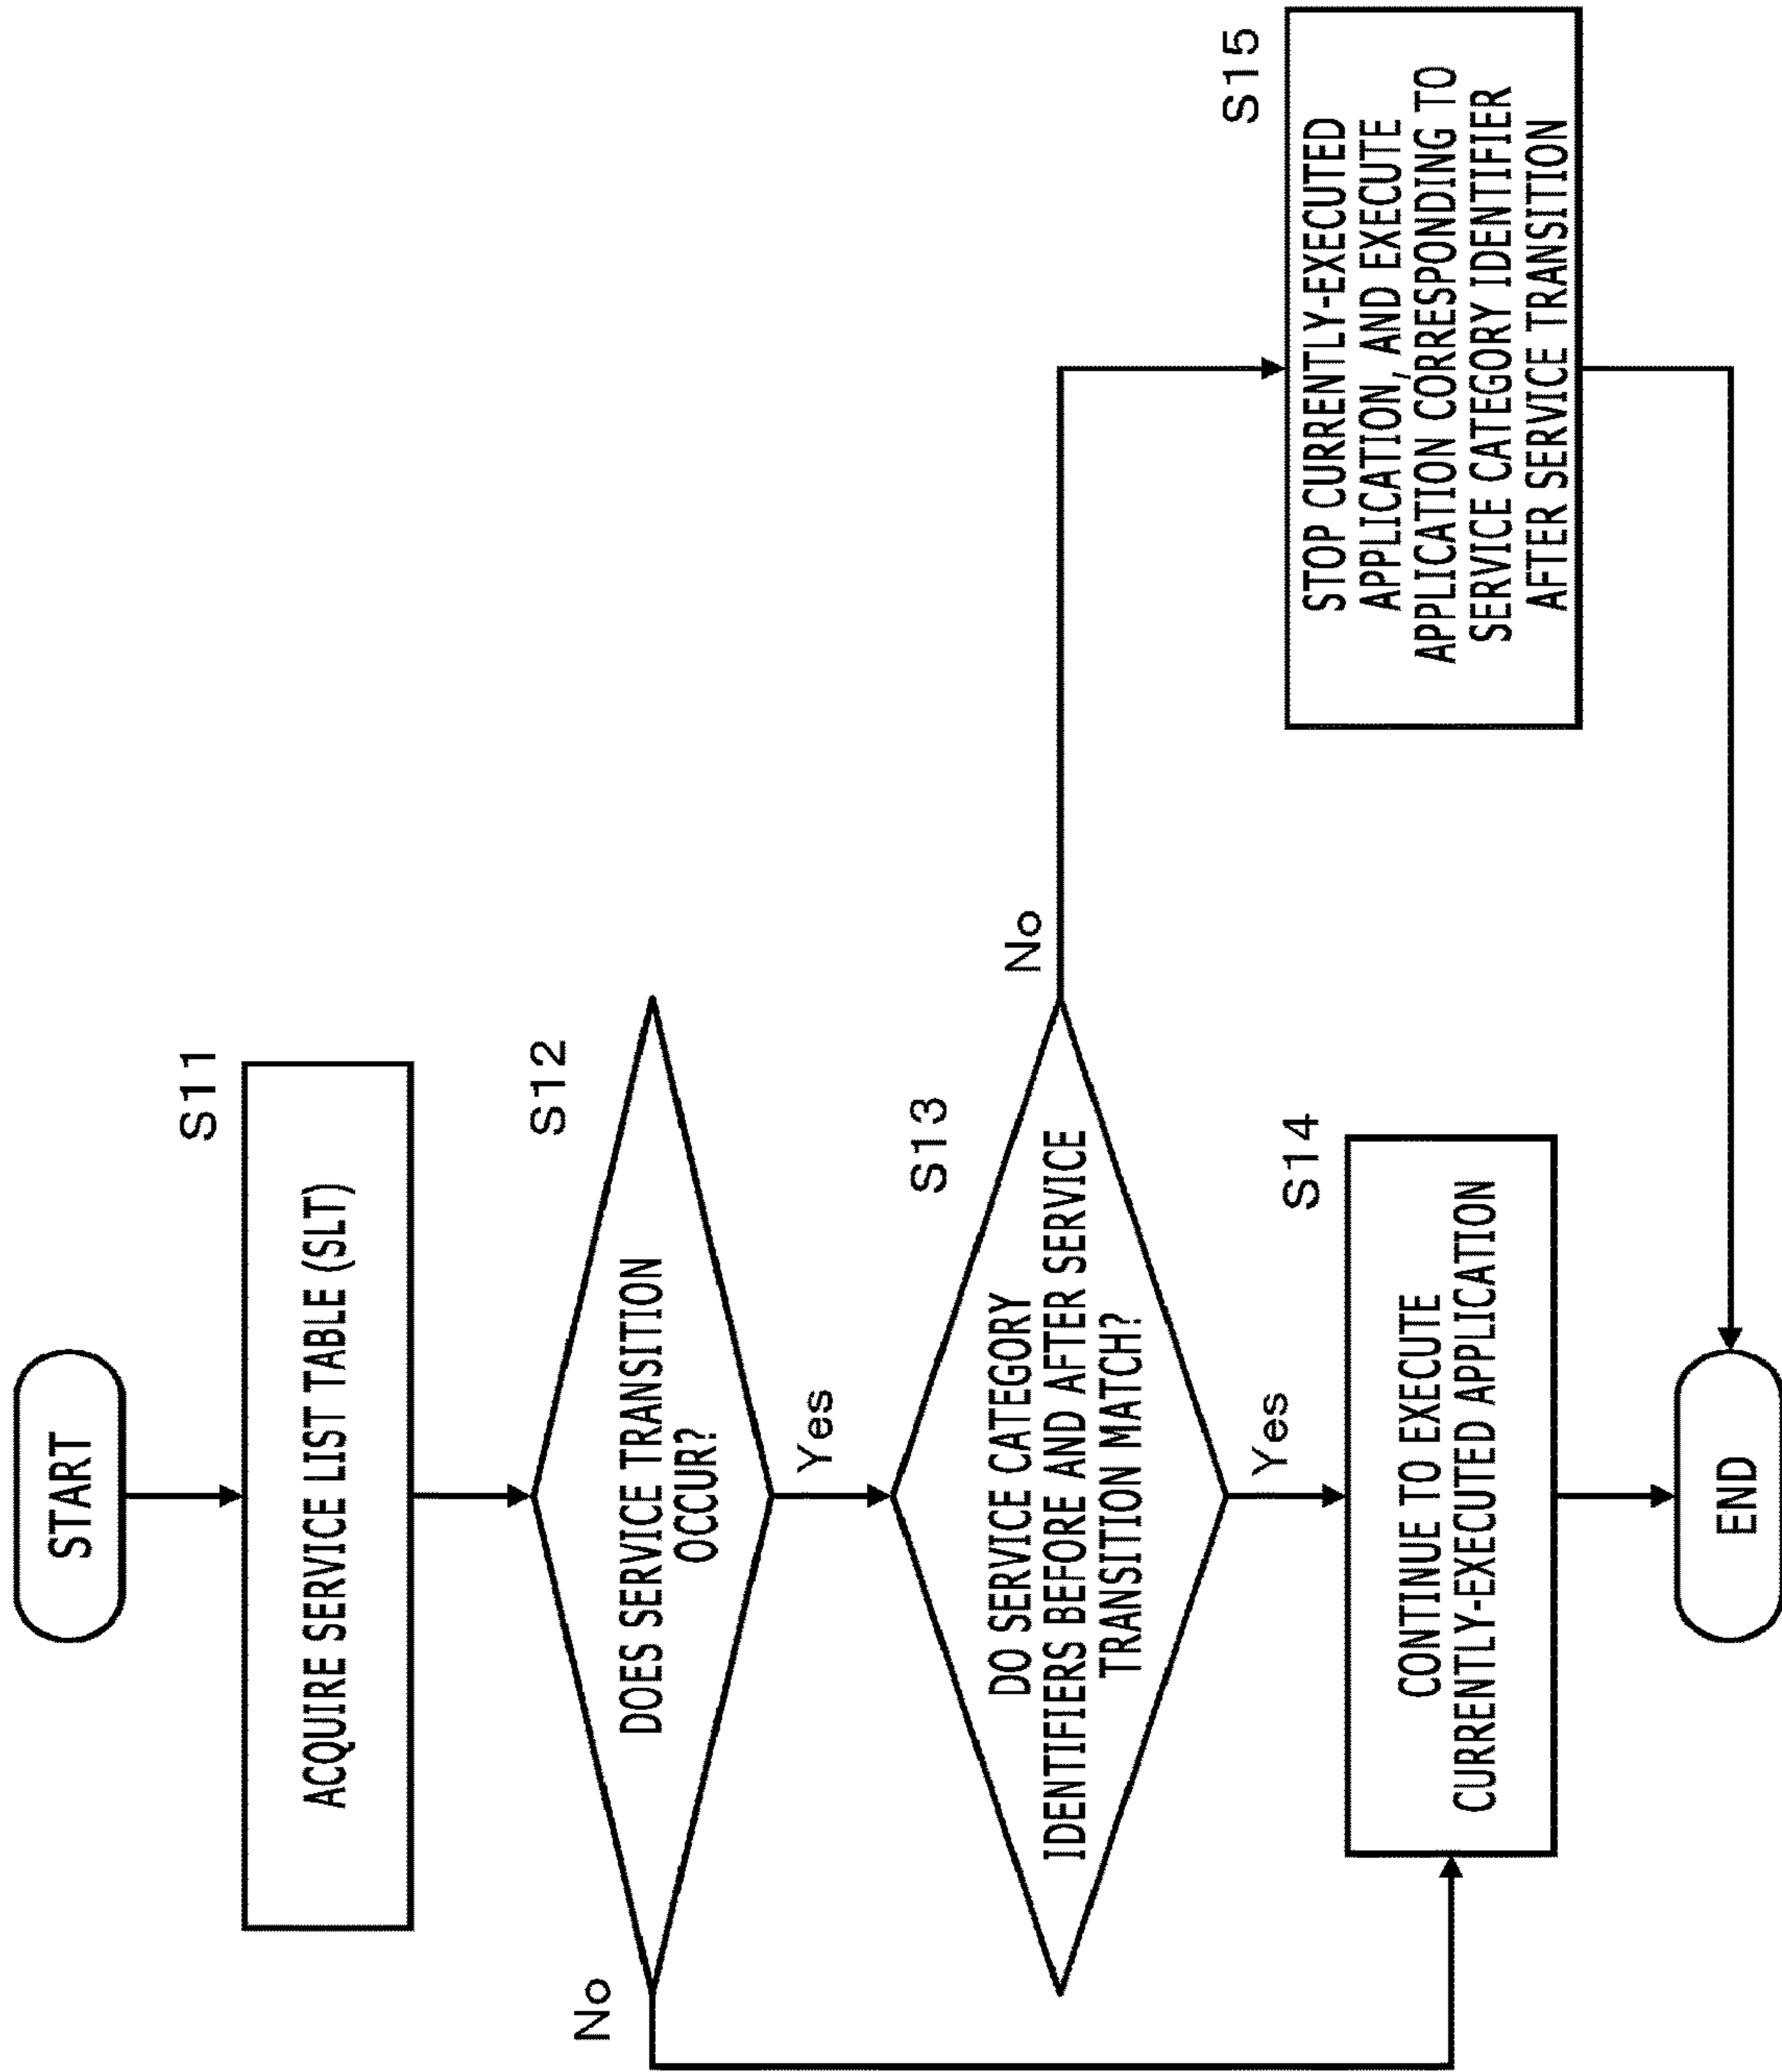 START
S11
ACQUIRE SERVICE LIST TABLE (SLT)
S12
DOES SERVICE TRANSITION
OCCUR?
No
Yes
S13
DO SERVICE CATEGORY
IDENTIFIERS BEFORE AND AFTER SERVICE
TRANSITION MATCH?
No
Yes
S14
CONTINUE TO EXECUTE
CURRENTLY-EXECUTED APPLICATION
S15
STOP CURRENTLY-EXECUTED
APPLICATION, AND EXECUTE
APPLICATION CORRESPONDING TO
SERVICE CATEGORY IDENTIFIER
AFTER SERVICE TRANSITION
END